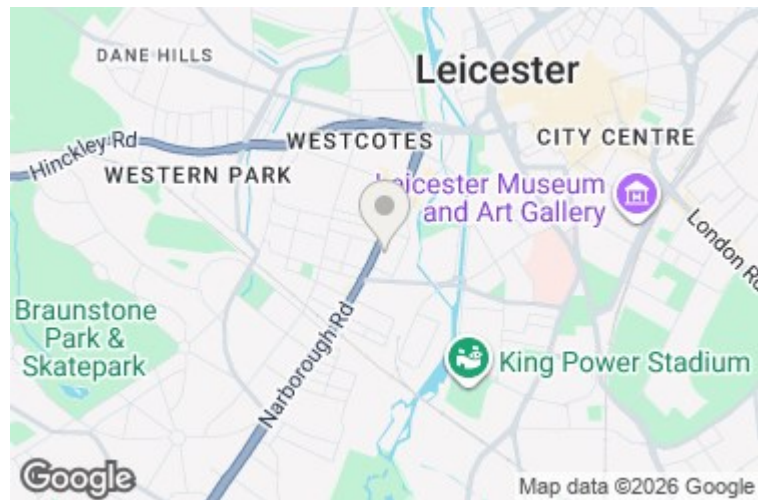 DANE HILLS
Leicester
Hinckley Rd
WESTCOTES
CITY CENTRE
WESTERN PARK
Leicester Museum
and Art Gallery
London Rd
Braunstone
Park &
Skatepark
Narborough Rd
King Power Stadium
Google
Map data ©2026 Google